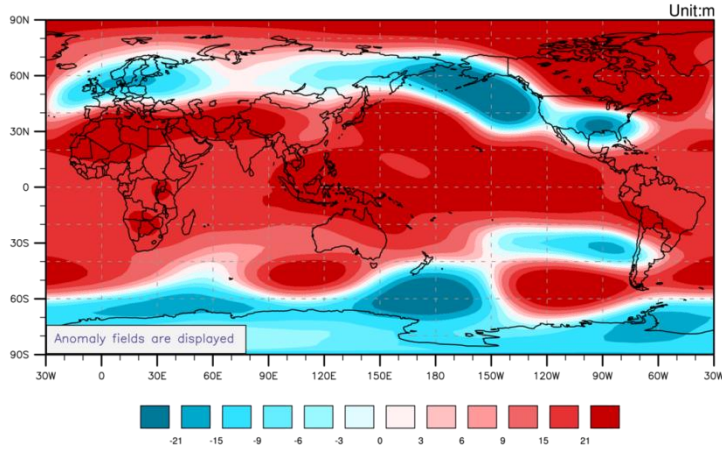 Unit:m
90N
60N
30N
0
30S
60S
90S
Anomaly fields are displayed
30W 0 30E 60E 90E 120E 150E 180 150W 120W 90W 60W 30W
-21 -15 -9 -6 -3 0 3 6 9 15 21